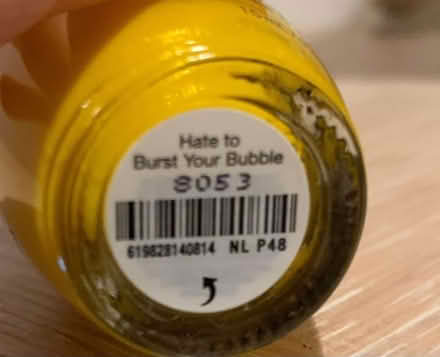 Hate to
Burst Your Bubble
8053
619828140814 NL P48